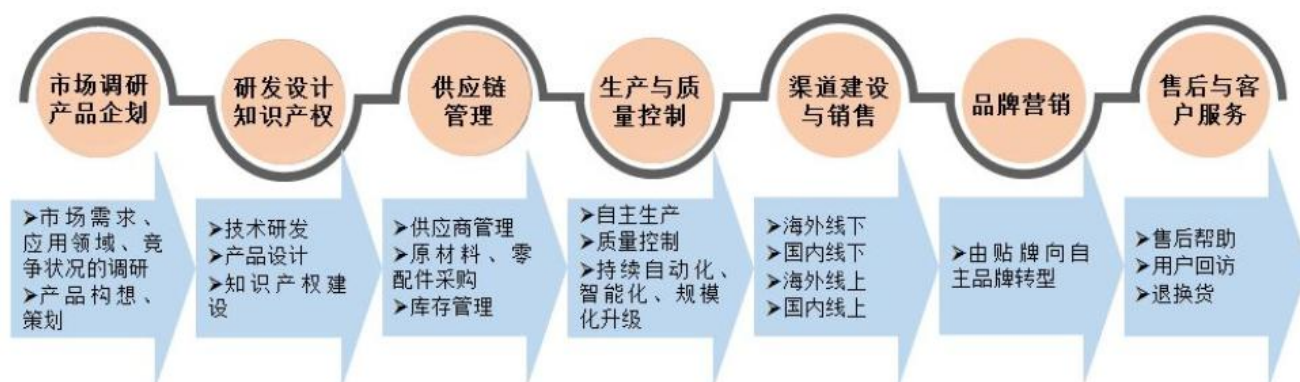 市场调研
产品企划
研发设计
知识产权
供应链
管理
生产与质
量控制
渠道建设
与销售
品牌营销
售后与客
户服务
➢市场需求、
应用领域、竞
争状况的调研
➢产品构想、
策划
➢技术研发
➢产品设计
➢知识产权建
设
➢供应商管理
➢原材料、零
配件采购
➢库存管理
➢自主生产
➢质量控制
➢持续自动化、
智能化、规模
化升级
➢海外线下
➢国内线下
➢海外线上
➢国内线上
➢由贴牌向自
主品牌转型
➢售后帮助
➢用户回访
➢退换货